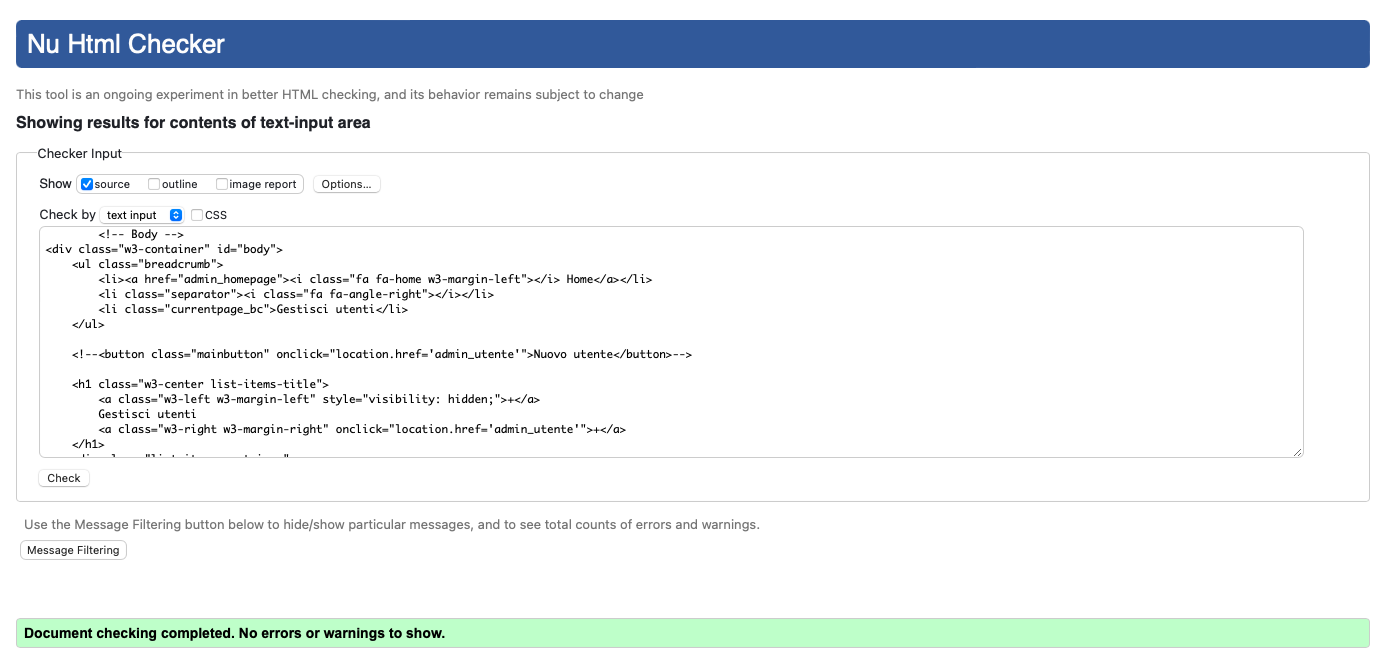 Nu Html Checker
This tool is an ongoing experiment in better HTML checking, and its behavior remains subject to change
Showing results for contents of text-input area
Checker Input
Show source outline image report Options...
Check by text input CSS
<!-- Body -->
<div class="w3-container" id="body">
<ul class="breadcrumb">
<li><a href="admin_homepage"><i class="fa fa-home w3-margin-left"></i> Home</a></li>
<li class="separator"><i class="fa fa-angle-right"></i></li>
<li class="currentpage_bc">Gestisci utenti</li>
</ul>
<!--<button class="mainbutton" onclick="location.href='admin_utente'">Nuovo utente</button>-->
<h1 class="w3-center list-items-title">
<a class="w3-left w3-margin-left" style="visibility: hidden;">+</a>
Gestisci utenti
<a class="w3-right w3-margin-right" onclick="location.href='admin_utente'">+</a>
</h1>
Check
Use the Message Filtering button below to hide/show particular messages, and to see total counts of errors and warnings.
Message Filtering
Document checking completed. No errors or warnings to show.